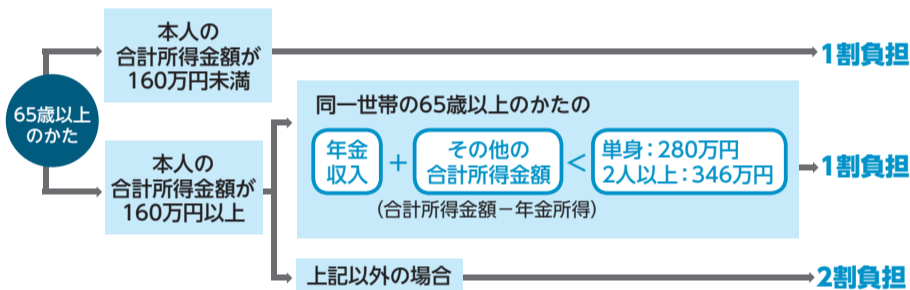 65歳以上
のかた
本人の
合計所得金額が
160万円未満
1割負担
本人の
合計所得金額が
160万円以上
同一世帯の65歳以上のかたの
年金
収入
+
その他の
合計所得金額
<
単身：280万円
2人以上：346万円
(合計所得金額－年金所得)
1割負担
上記以外の場合
2割負担